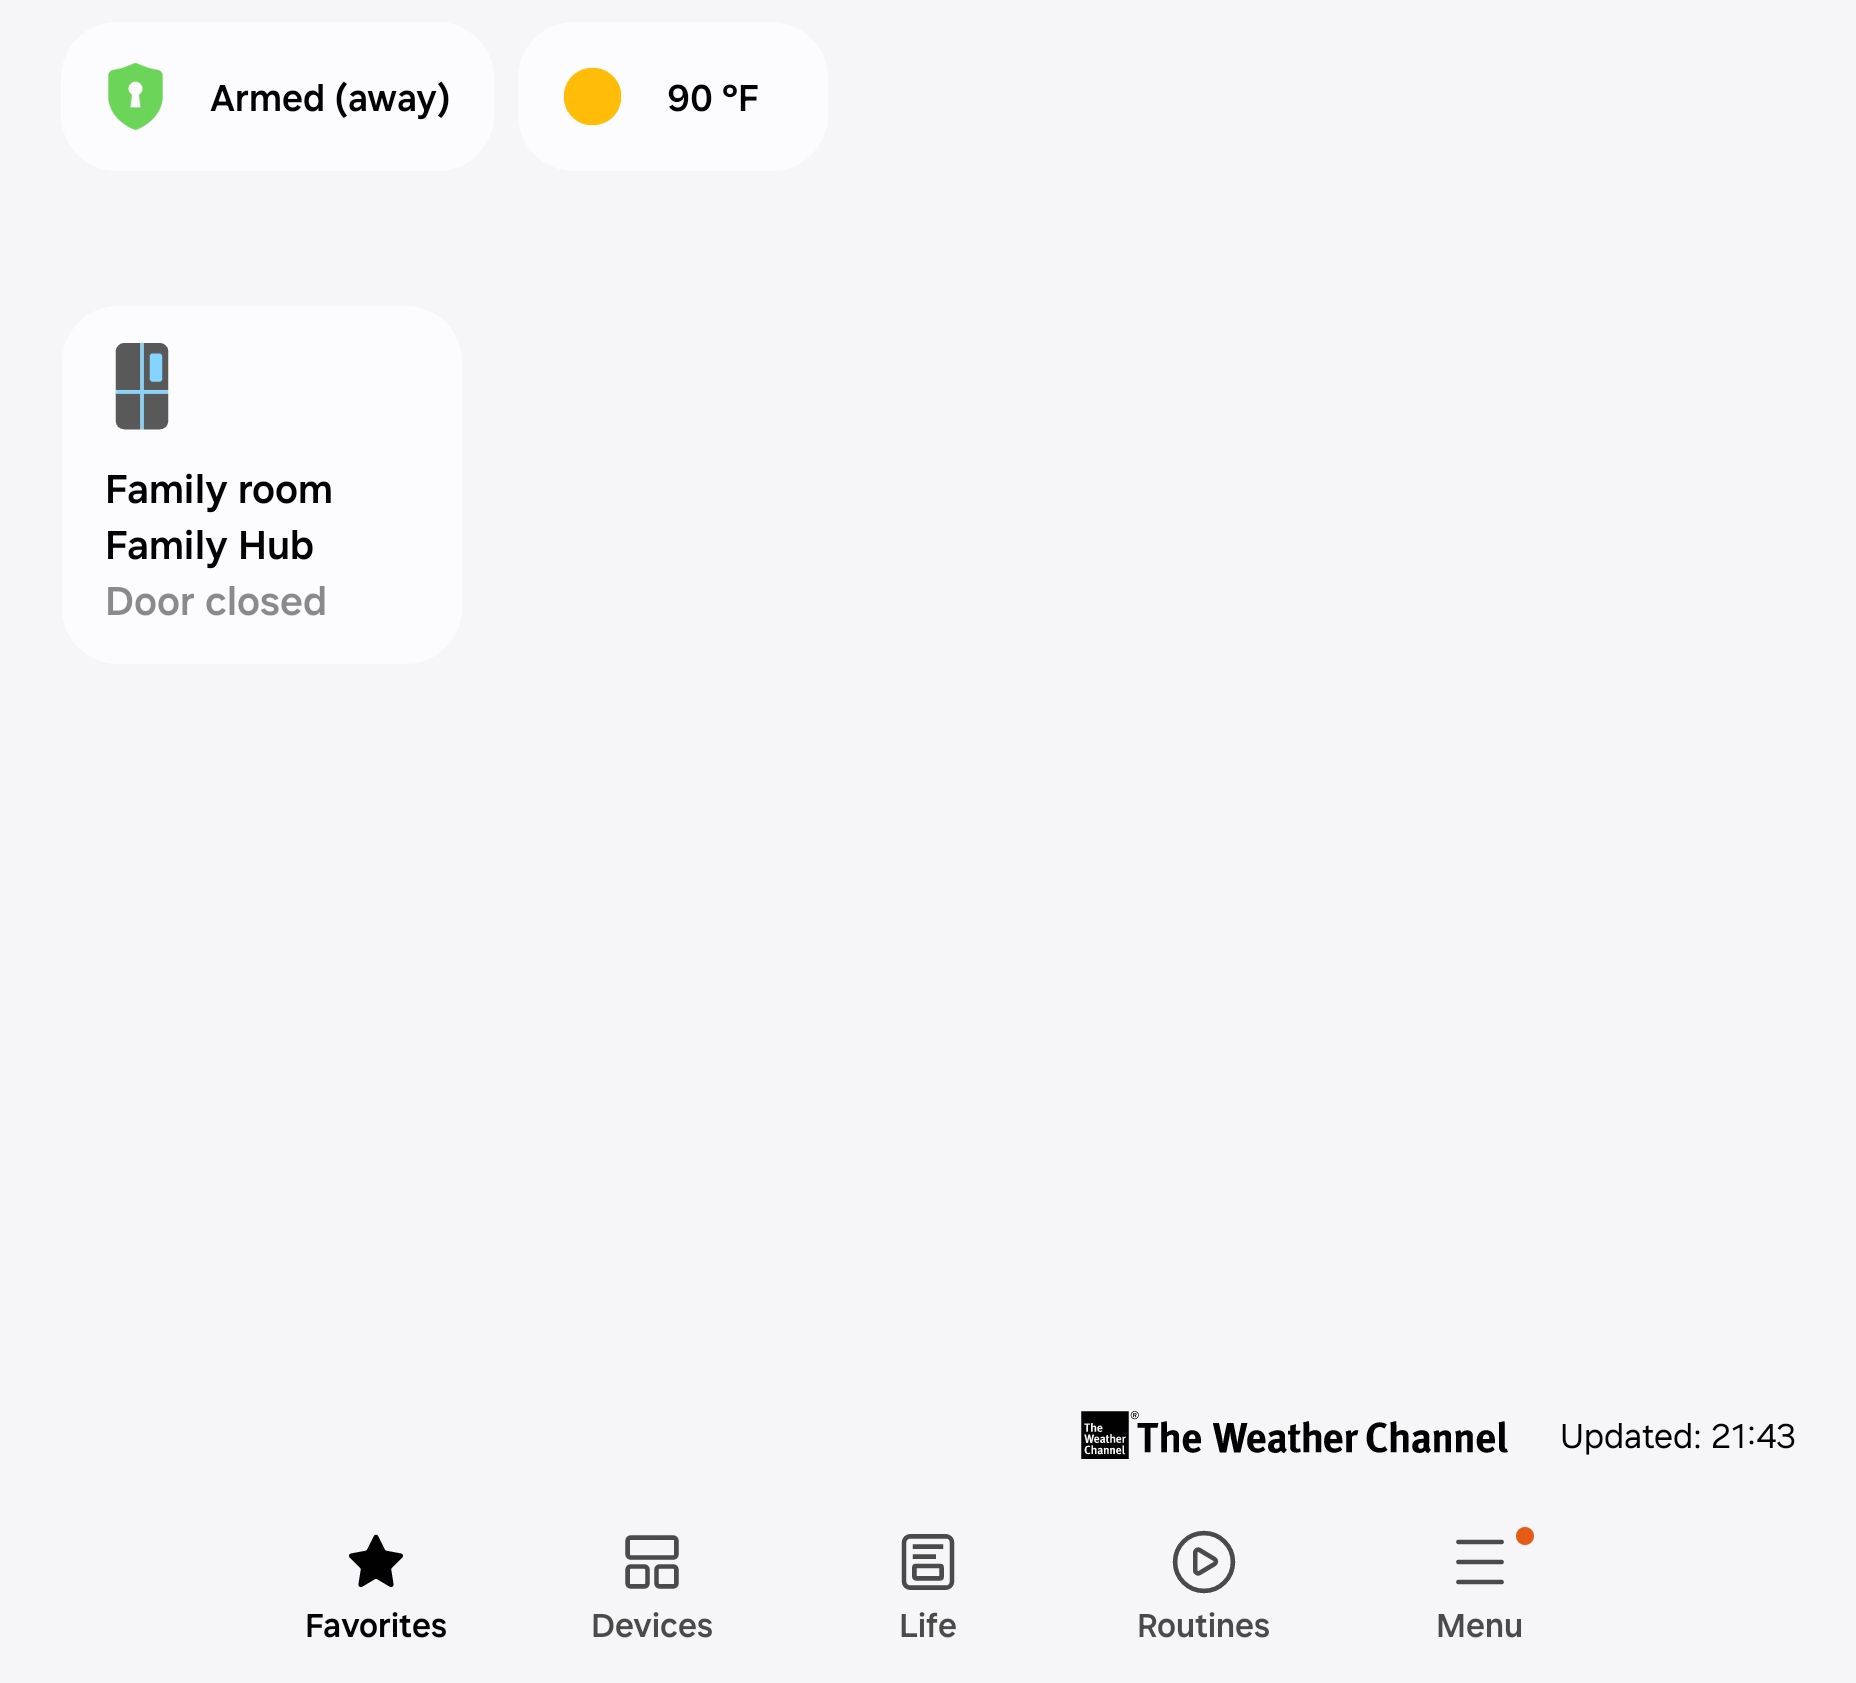 Armed (away)
90 °F
Family room
Family Hub
Door closed
The
Weather
Channel
®
The Weather Channel
Updated: 21:43
Favorites
Devices
Life
Routines
Menu